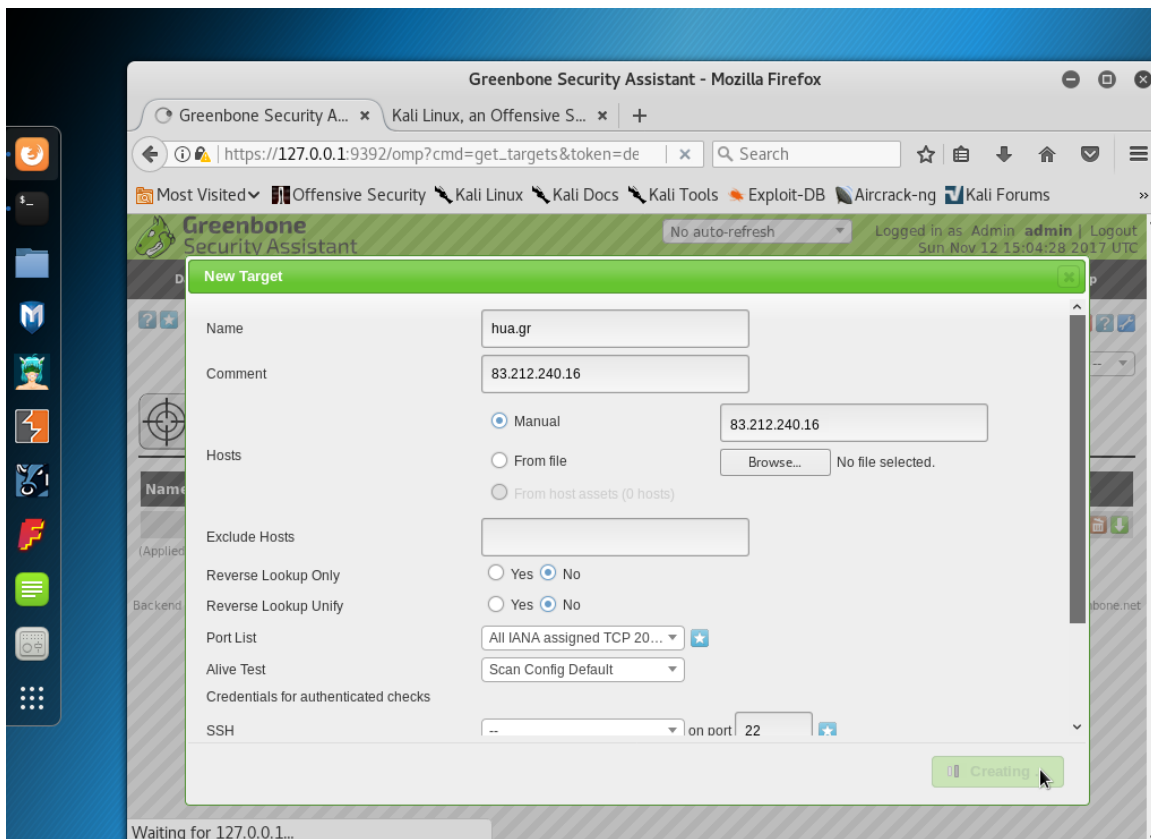 Greenbone Security Assistant - Mozilla Firefox
Greenbone Security A... × Kali Linux, an Offensive S... × +
https://127.0.0.1:9392/omp?cmd=get_targets&token=de × Search
Most Visited Offensive Security Kali Linux Kali Docs Kali Tools Exploit-DB Aircrack-ng Kali Forums »
Greenbone
Security Assistant
No auto-refresh
Logged in as Admin admin | Logout
Sun Nov 12 15:04:28 2017 UTC
D
p
New Target
Name hua.gr
Comment 83.212.240.16
Hosts
Manual 83.212.240.16
From file Browse... No file selected.
From host assets (0 hosts)
Exclude Hosts
Reverse Lookup Only Yes No
Reverse Lookup Unify Yes No
Port List All IANA assigned TCP 20...
Alive Test Scan Config Default
Credentials for authenticated checks
SSH -- on port 22
Creating
--
Name
(Applied
Backend
bone.net
Waiting for 127.0.0.1...